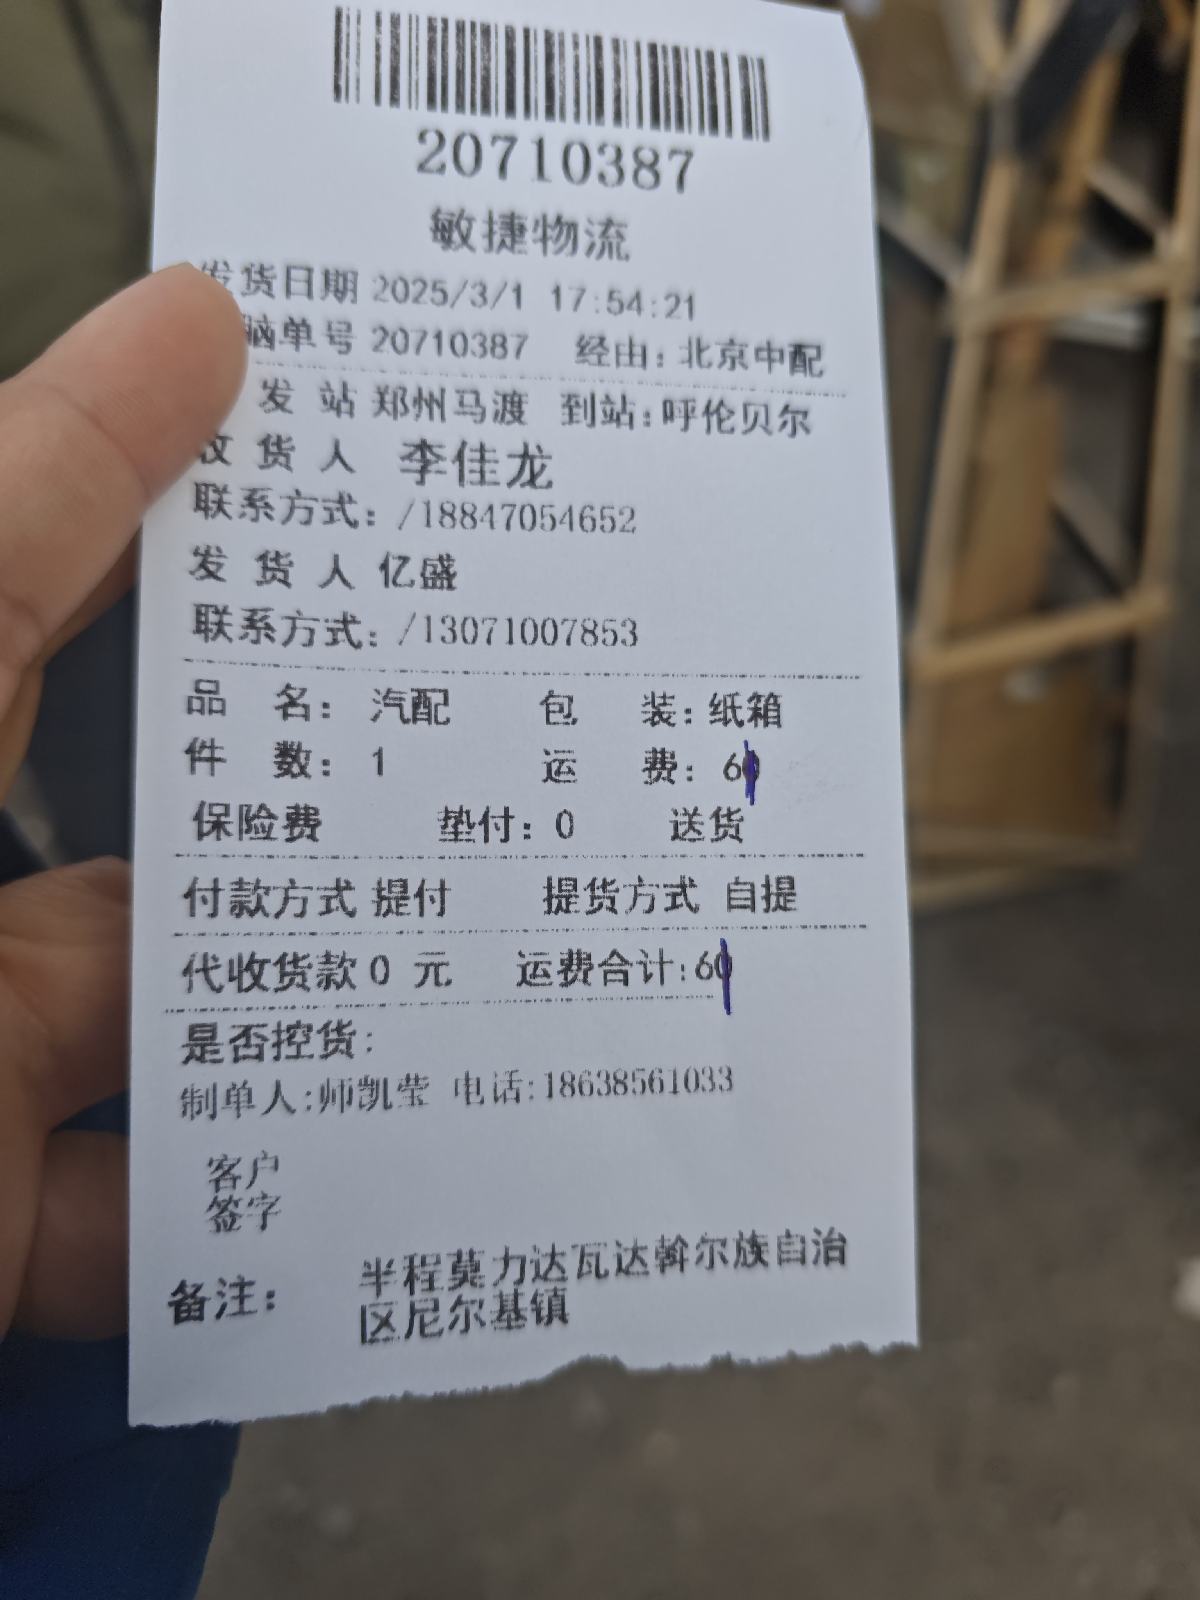 20710387
敏捷物流
发货日期 2025/3/1 17:54:21
脑单号 20710387 经由: 北京中配
发 站 郑州马渡 到站: 呼伦贝尔
收 货 人 李佳龙
联系方式: /18847054652
发 货 人 亿盛
联系方式: /13071007853
品 名: 汽配 包 装: 纸箱
件 数: 1 运 费: 60
保险费 垫付: 0 送货
付款方式 提付 提货方式 自提
代收货款 0 元 运费合计: 60
是否控货:
制单人:师凯莹 电话:18638561033
客户
签字
备注: 半程莫力达瓦达斡尔族自治
区尼尔基镇